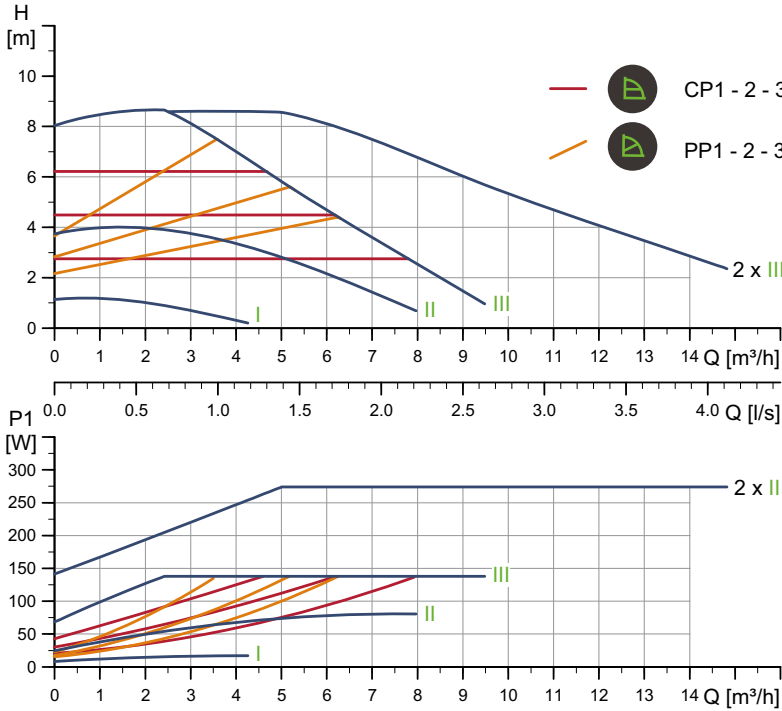 H
[m]
10
8
6
4
2
0
CP1 - 2 - 3
PP1 - 2 - 3
2 x III
III
II
I
0 1 2 3 4 5 6 7 8 9 10 11 12 13 14 Q [m³/h]
0.0 0.5 1.0 1.5 2.0 2.5 3.0 3.5 4.0 Q [l/s]
P1
[W]
300
250
200
150
100
50
0
2 x II
III
II
I
0 1 2 3 4 5 6 7 8 9 10 11 12 13 14 Q [m³/h]